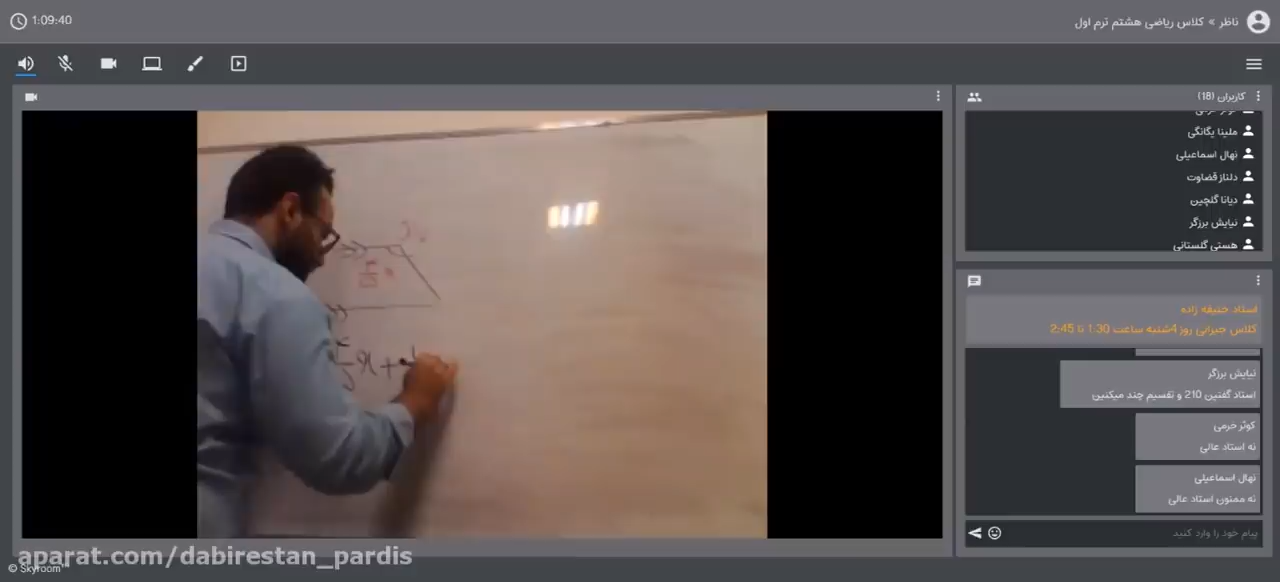 1:09:40
ناظر » کلاس ریاضی هشتم ترم اول
کاربران (18)
ملینا یگانگی
نهال اسماعیلی
دلناز قضاوت
دیانا گلچین
نیایش برزگر
هستی گلستانی
استاد حنیفه زاده
کلاس جبرانی روز 4شنبه ساعت 1:30 تا 2:45
نیایش برزگر
استاد گفتین 210 و تقسیم چند میکنین
کوثر حرمی
نه استاد عالی
نهال اسماعیلی
نه ممنون استاد عالی
پیام خود را وارد کنید.
aparat.com/dabirestan_pardis
© Skyroom™